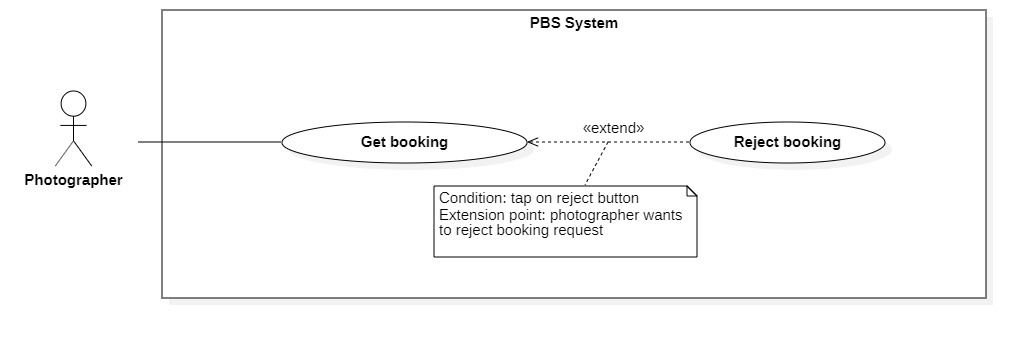 PBS System
Photographer
Get booking
«extend»
Reject booking
Condition: tap on reject button
Extension point: photographer wants
to reject booking request